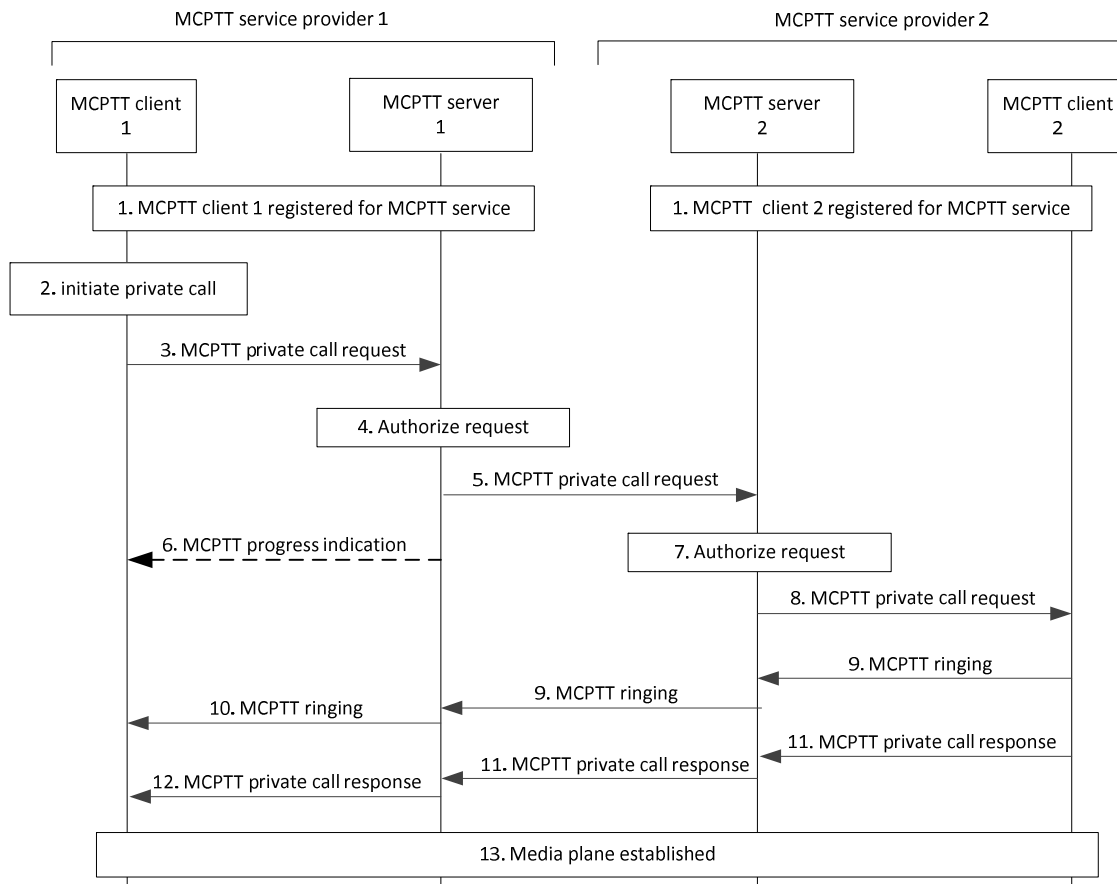 MCPTT service provider 1
MCPTT service provider 2
MCPTT client
1
MCPTT server
1
MCPTT server
2
MCPTT client
2
1. MCPTT client 1 registered for MCPTT service
1. MCPTT client 2 registered for MCPTT service
2. initiate private call
3. MCPTT private call request
4. Authorize request
5. MCPTT private call request
6. MCPTT progress indication
7. Authorize request
8. MCPTT private call request
9. MCPTT ringing
9. MCPTT ringing
10. MCPTT ringing
11. MCPTT private call response
11. MCPTT private call response
12. MCPTT private call response
13. Media plane established